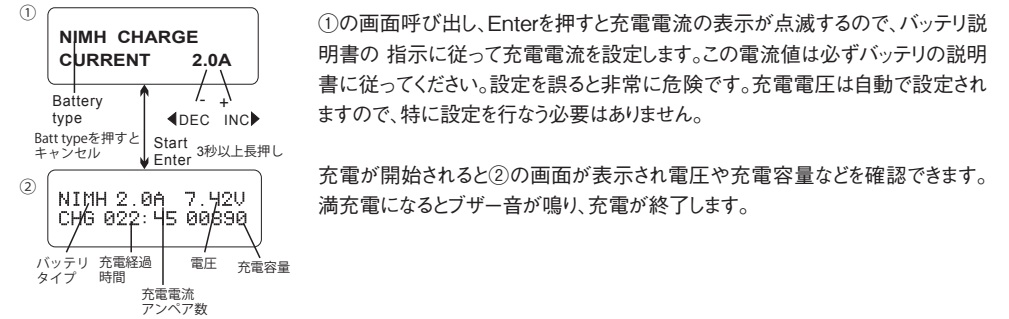 ①
NIMH CHARGE
CURRENT 2.0A
Battery
type
- +
◀DEC INC▶
Batt typeを押すと
キャンセル
Start
Enter
3秒以上長押し
②
NIMH 2.0A 7.42V
CHG 022:45 00890
バッテリ
タイプ
充電経過
時間
電圧
充電容量
充電電流
アンペア数
①の画面呼び出し、Enterを押すと充電電流の表示が点滅するので、バッテリ説
明書の 指示に従って充電電流を設定します。この電流値は必ずバッテリの説明
書に従ってください。設定を誤ると非常に危険です。充電電圧は自動で設定され
ますので、特に設定を行なう必要はありません。
充電が開始されると②の画面が表示され電圧や充電容量などを確認できます。
満充電になるとブザー音が鳴り、充電が終了します。